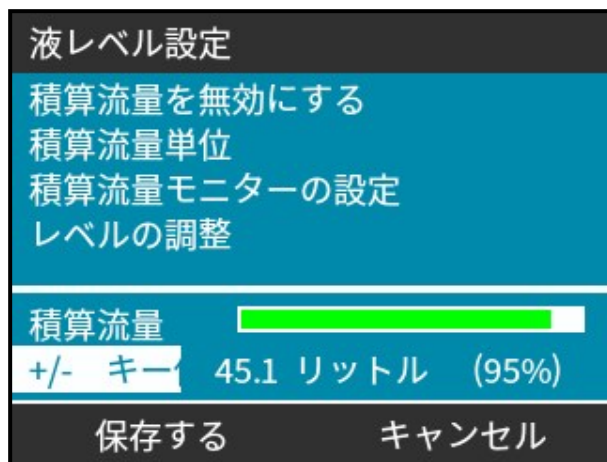 液レベル設定
積算流量を無効にする
積算流量単位
積算流量モニターの設定
レベルの調整
積算流量
+/- キー 45.1 リットル (95%)
保存する キャンセル